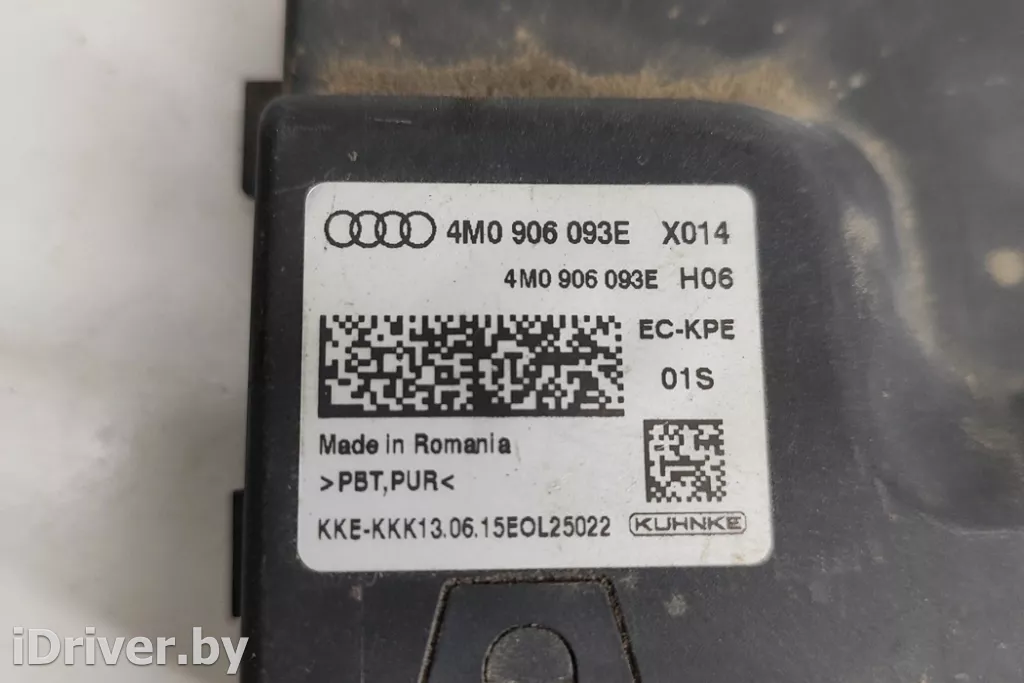 4M0 906 093E X014
4M0 906 093E H06
EC-KPE
01S
Made in Romania
>PBT,PUR<
KKE-KKK13.06.15EOL25022 KUHNKE
iDriver.by